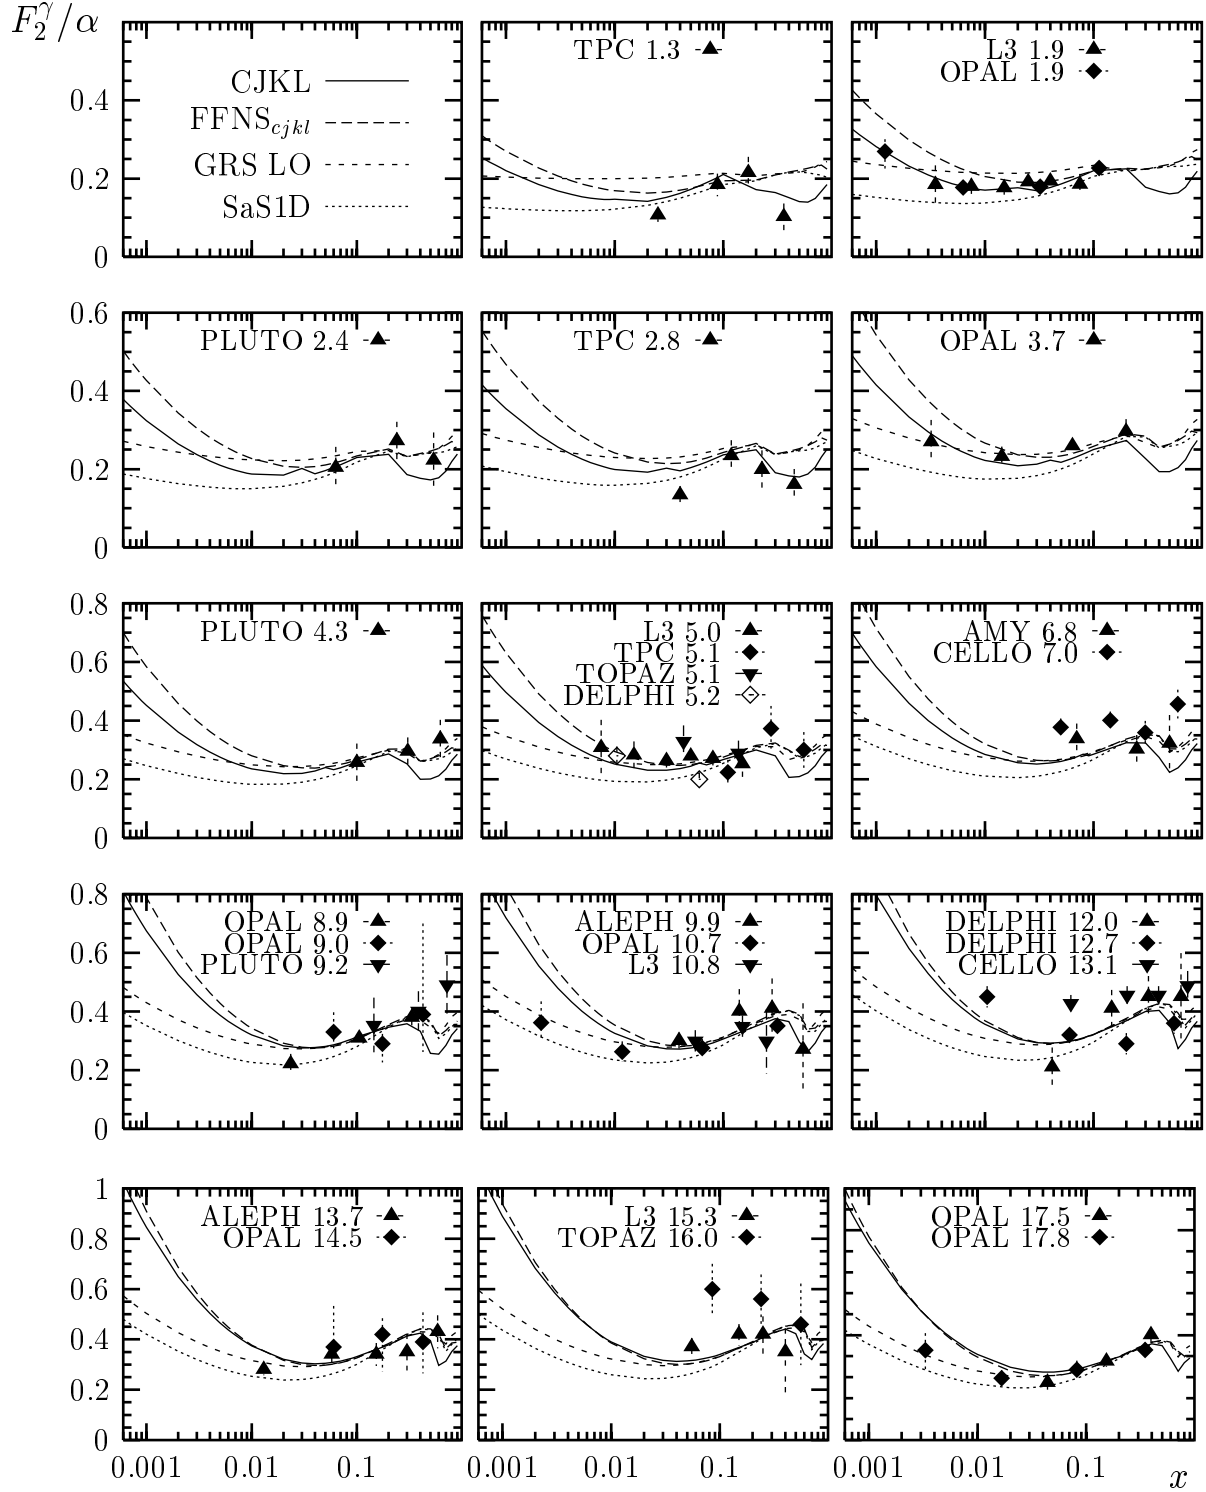 F₂^γ/α
CJKL
FFNS_cjkl
GRS LO
SaS1D
TPC 1.3
L3 1.9
OPAL 1.9
0.4
0.2
0
PLUTO 2.4
TPC 2.8
OPAL 3.7
0.6
0.4
0.2
0
PLUTO 4.3
L3 5.0
TPC 5.1
TOPAZ 5.1
DELPHI 5.2
AMY 6.8
CELLO 7.0
0.8
0.6
0.4
0.2
0
OPAL 8.9
OPAL 9.0
PLUTO 9.2
ALEPH 9.9
OPAL 10.7
L3 10.8
DELPHI 12.0
DELPHI 12.7
CELLO 13.1
0.8
0.6
0.4
0.2
0
ALEPH 13.7
OPAL 14.5
L3 15.3
TOPAZ 16.0
OPAL 17.5
OPAL 17.8
1
0.8
0.6
0.4
0.2
0
0.001 0.01 0.1 0.001 0.01 0.1 0.001 0.01 0.1
x